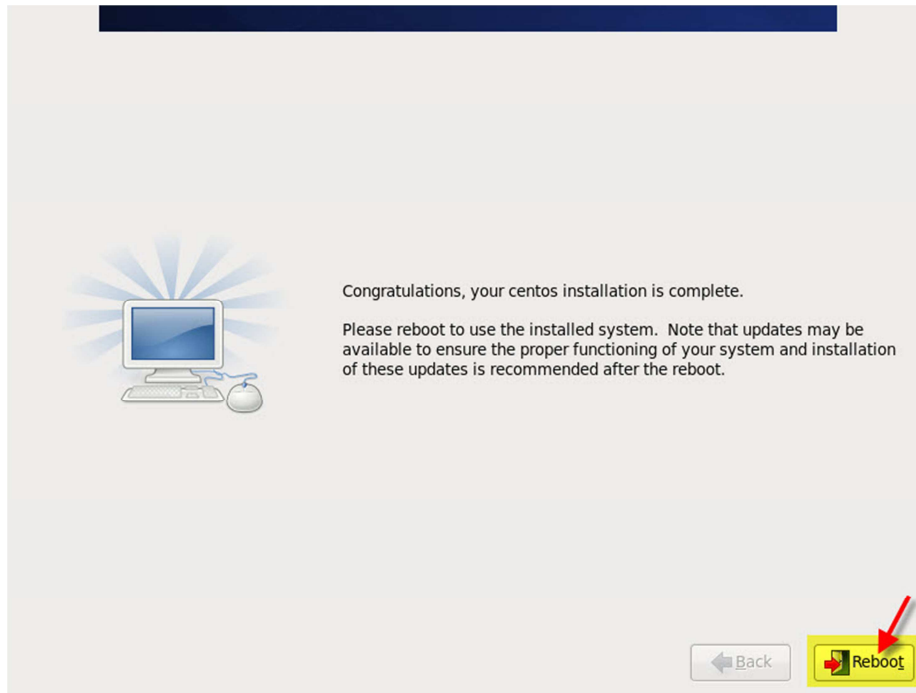 Congratulations, your centos installation is complete.
Please reboot to use the installed system.  Note that updates may be
available to ensure the proper functioning of your system and installation
of these updates is recommended after the reboot.
Back
Reboot